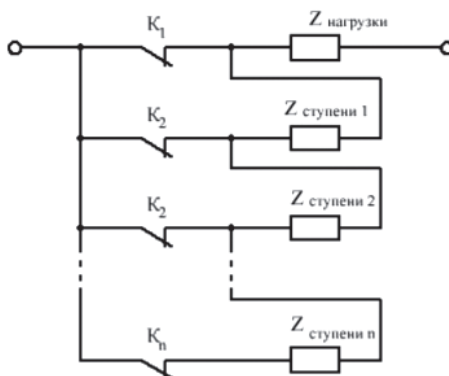 K₁ Z нагрузки
K₂ Z ступени 1
K₂ Z ступени 2
Kₙ Z ступени n